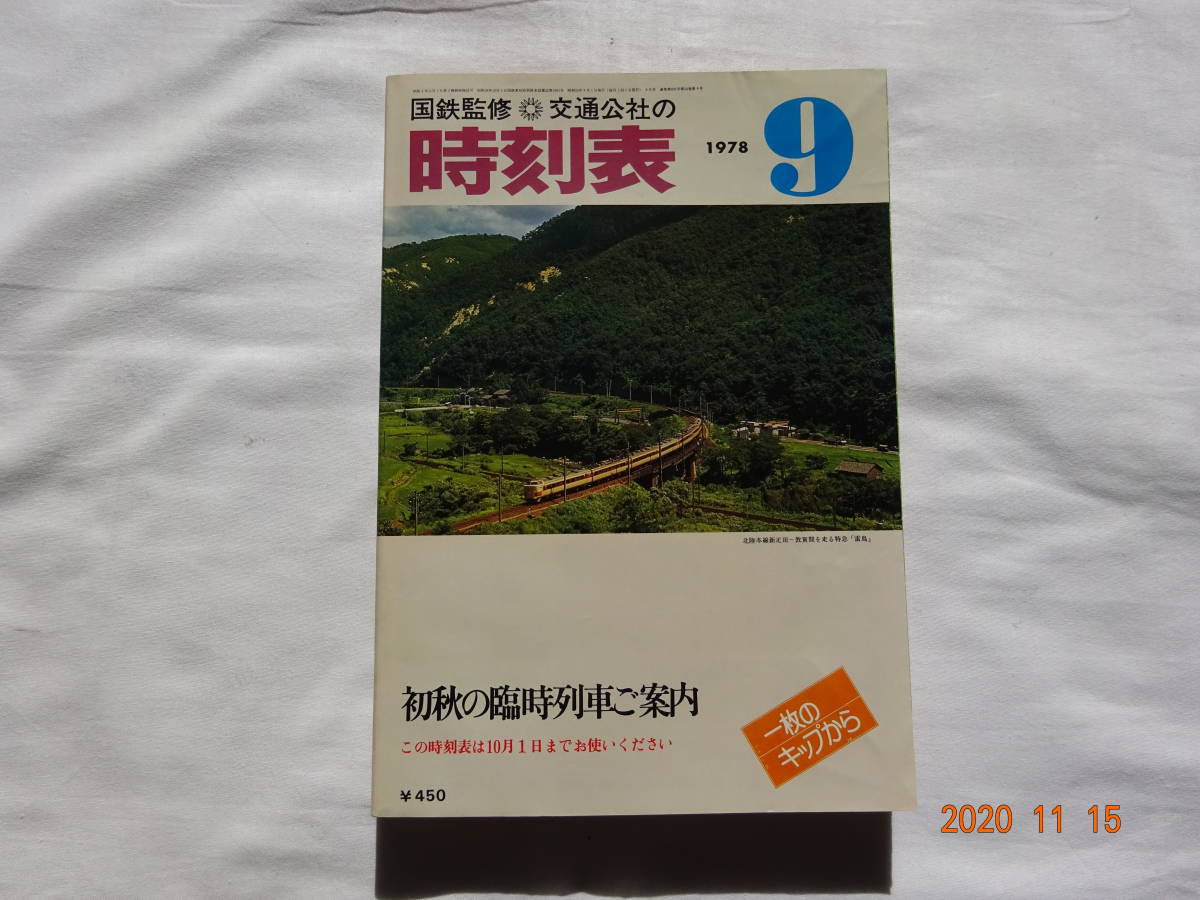 国鉄監修 交通公社の
時刻表 1978 9
北陸本線新疋田～敦賀間を走る特急「雷鳥」
初秋の臨時列車ご案内
この時刻表は10月1日までお使いください
一枚の
キップから
¥450
2020 11 15